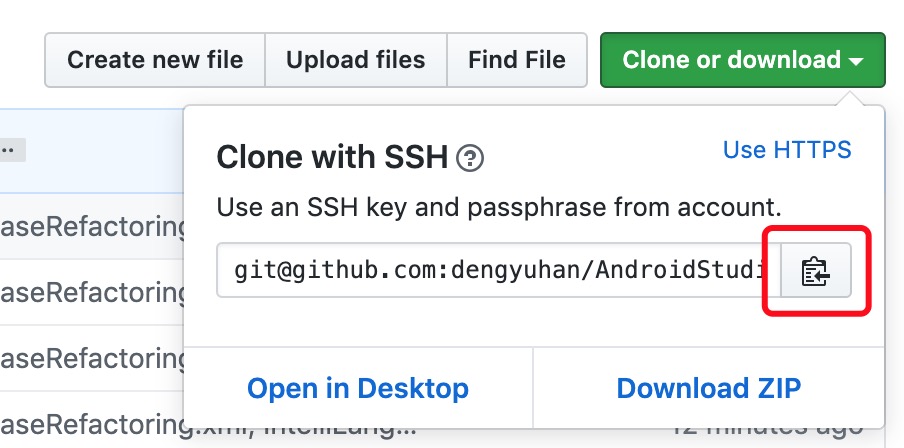 Create new file
Upload files
Find File
Clone or download
Clone with SSH
Use HTTPS
Use an SSH key and passphrase from account.
git@github.com:dengyuhan/AndroidStudi
aseRefactoring
aseRefactoring
aseRefactoring
Open in Desktop
Download ZIP
aseRefactoring.xml, IntelliLang...
12 minutes ago